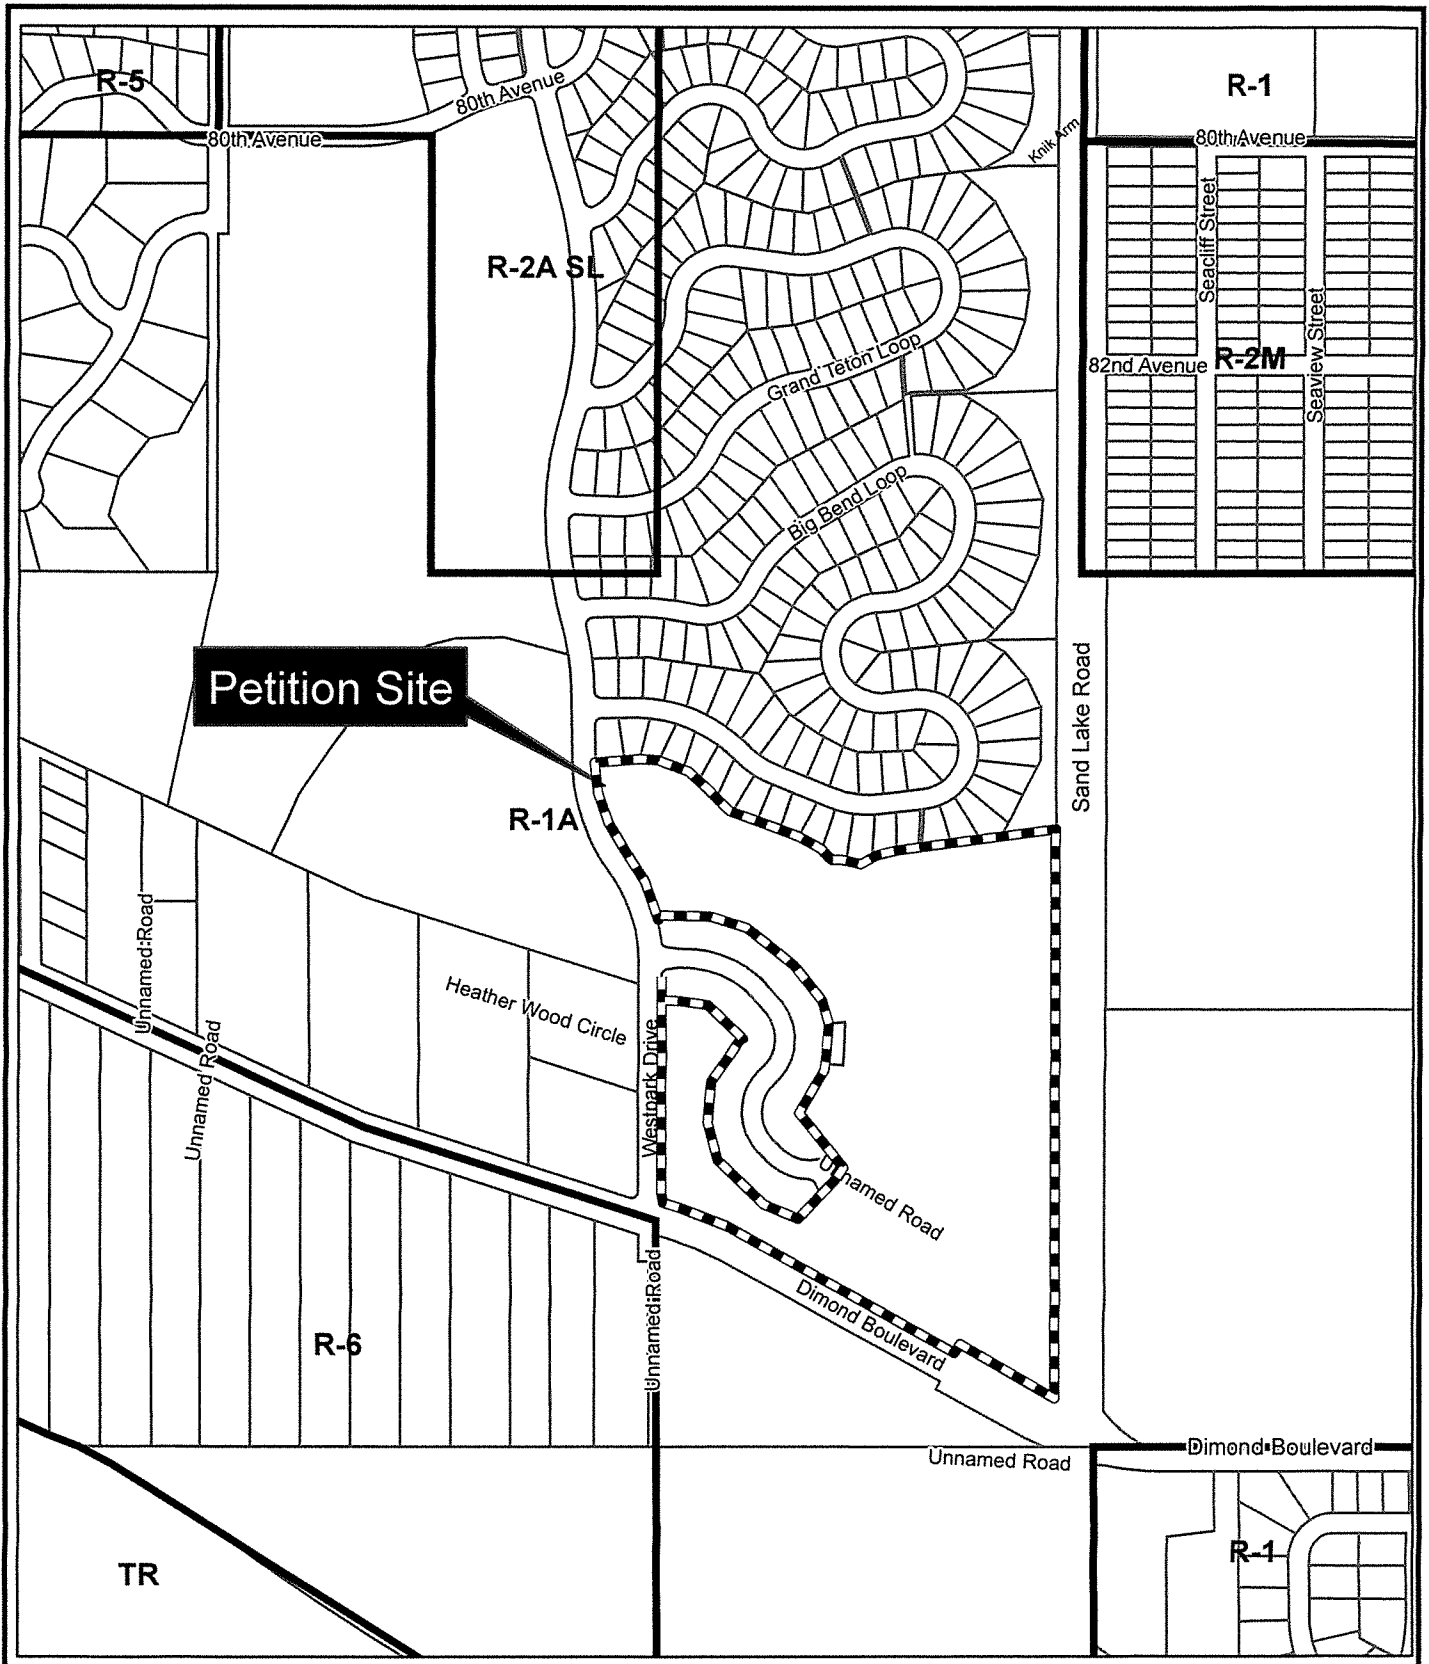 R-5
80th Avenue
80th Avenue
R-1
80th Avenue
Knik Arm
Seacliff Street
R-2A SL
Seaview Street
Grand Teton Loop
82nd Avenue
R-2M
Big Bend Loop
Petition Site
Sand Lake Road
R-1A
Unnamed Road
Heather Wood Circle
Westpark Drive
Unnamed Road
Unnamed Road
Unnamed Road
Dimond Boulevard
R-6
Unnamed Road
Dimond Boulevard
R-1
TR